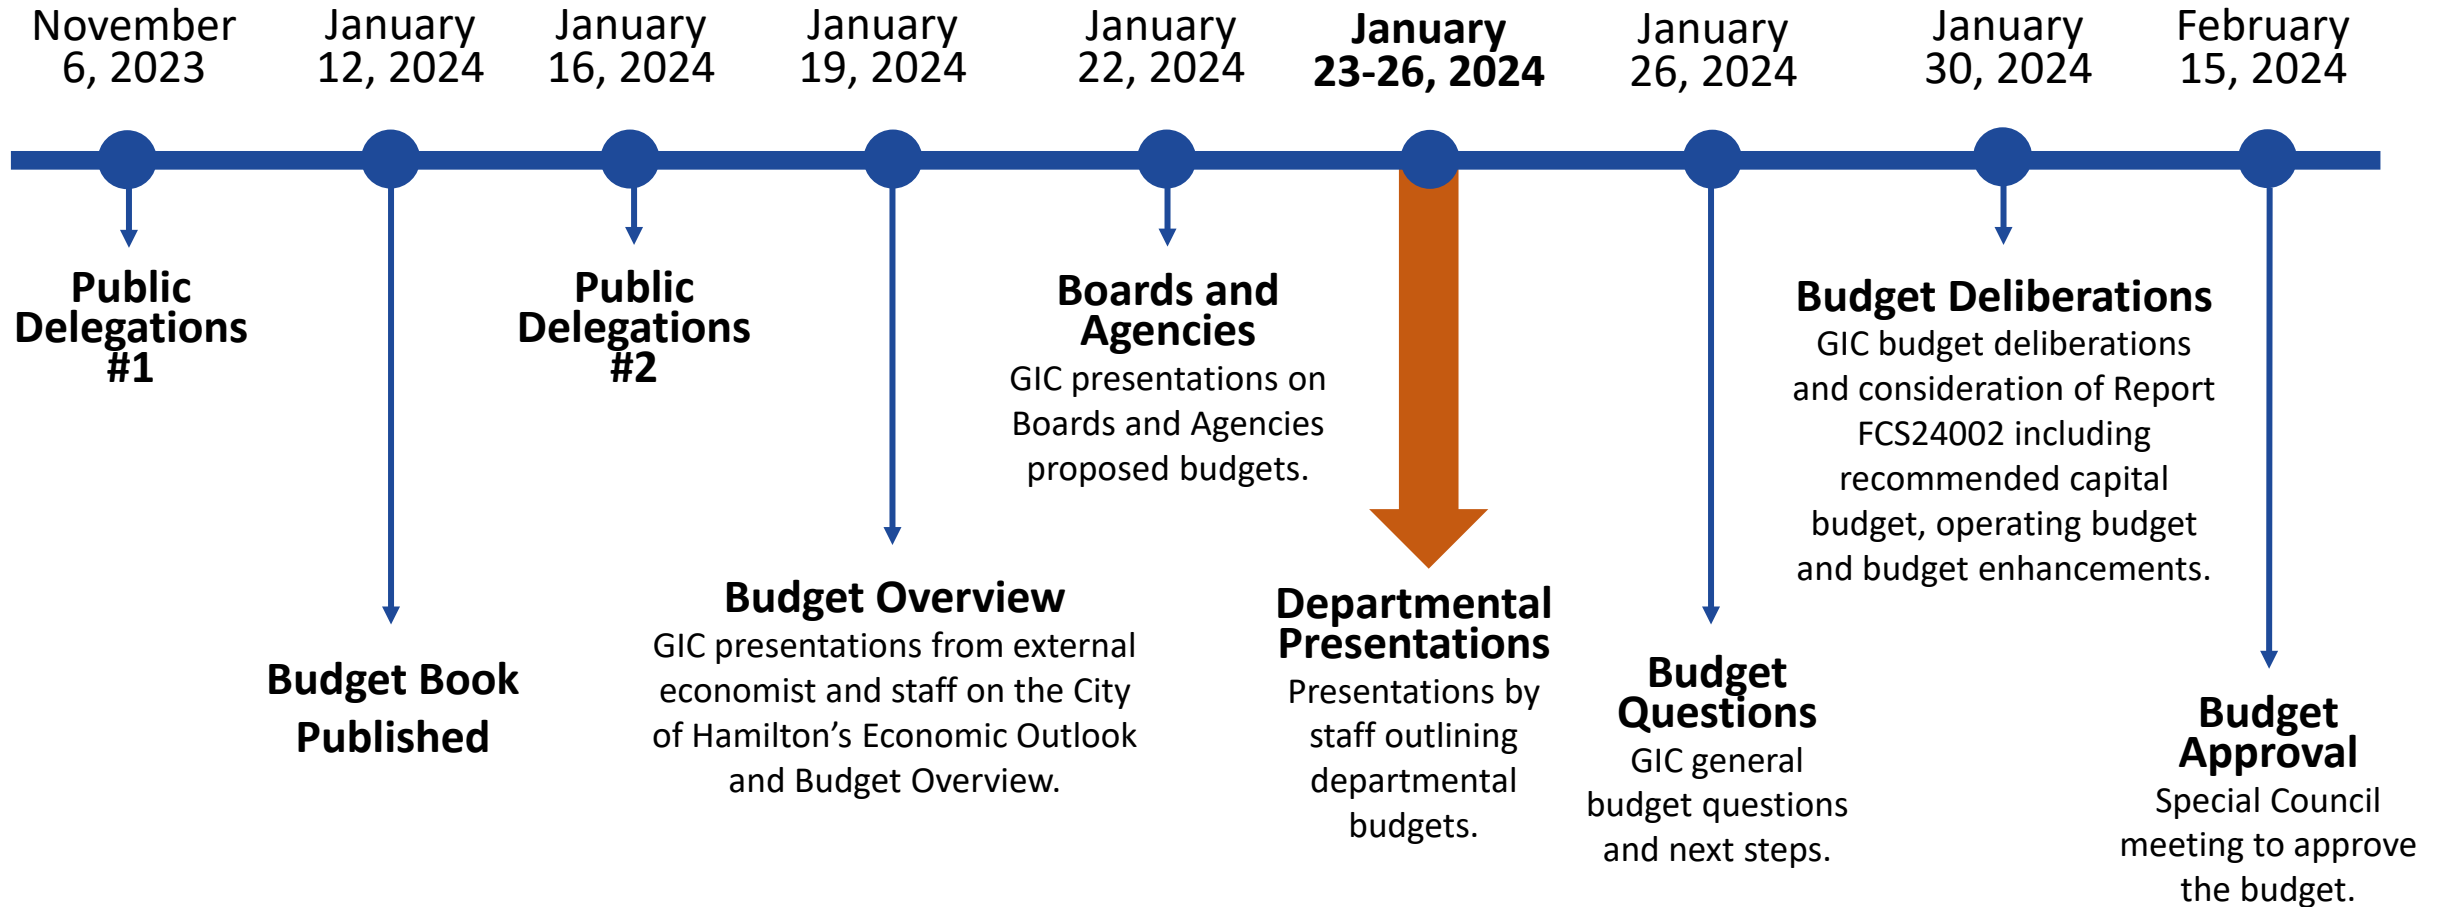 November
6, 2023
January
12, 2024
January
16, 2024
January
19, 2024
January
22, 2024
January
23-26, 2024
January
26, 2024
January
30, 2024
February
15, 2024
Public
Delegations
#1
Budget Book
Published
Public
Delegations
#2
Budget Overview
GIC presentations from external
economist and staff on the City
of Hamilton’s Economic Outlook
and Budget Overview.
Boards and
Agencies
GIC presentations on
Boards and Agencies
proposed budgets.
Departmental
Presentations
Presentations by
staff outlining
departmental
budgets.
Budget
Questions
GIC general
budget questions
and next steps.
Budget Deliberations
GIC budget deliberations
and consideration of Report
FCS24002 including
recommended capital
budget, operating budget
and budget enhancements.
Budget
Approval
Special Council
meeting to approve
the budget.